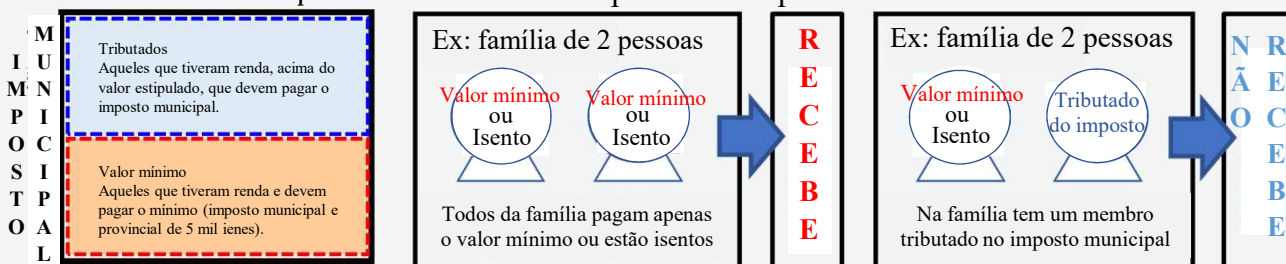 IMPOSTO
MUNICIPAL
Tributados
Aqueles que tiveram renda, acima do
valor estipulado, que devem pagar o
imposto municipal.
Valor mínimo
Aqueles que tiveram renda e devem
pagar o mínimo (imposto municipal e
provincial de 5 mil ienes).
Ex: família de 2 pessoas
Valor mínimo
ou
Isento
Valor mínimo
ou
Isento
Todos da família pagam apenas
o valor mínimo ou estão isentos
RECEBE
Ex: família de 2 pessoas
Valor mínimo
ou
Isento
Tributado
do imposto
Na família tem um membro
tributado no imposto municipal
NÃO
RECEBE